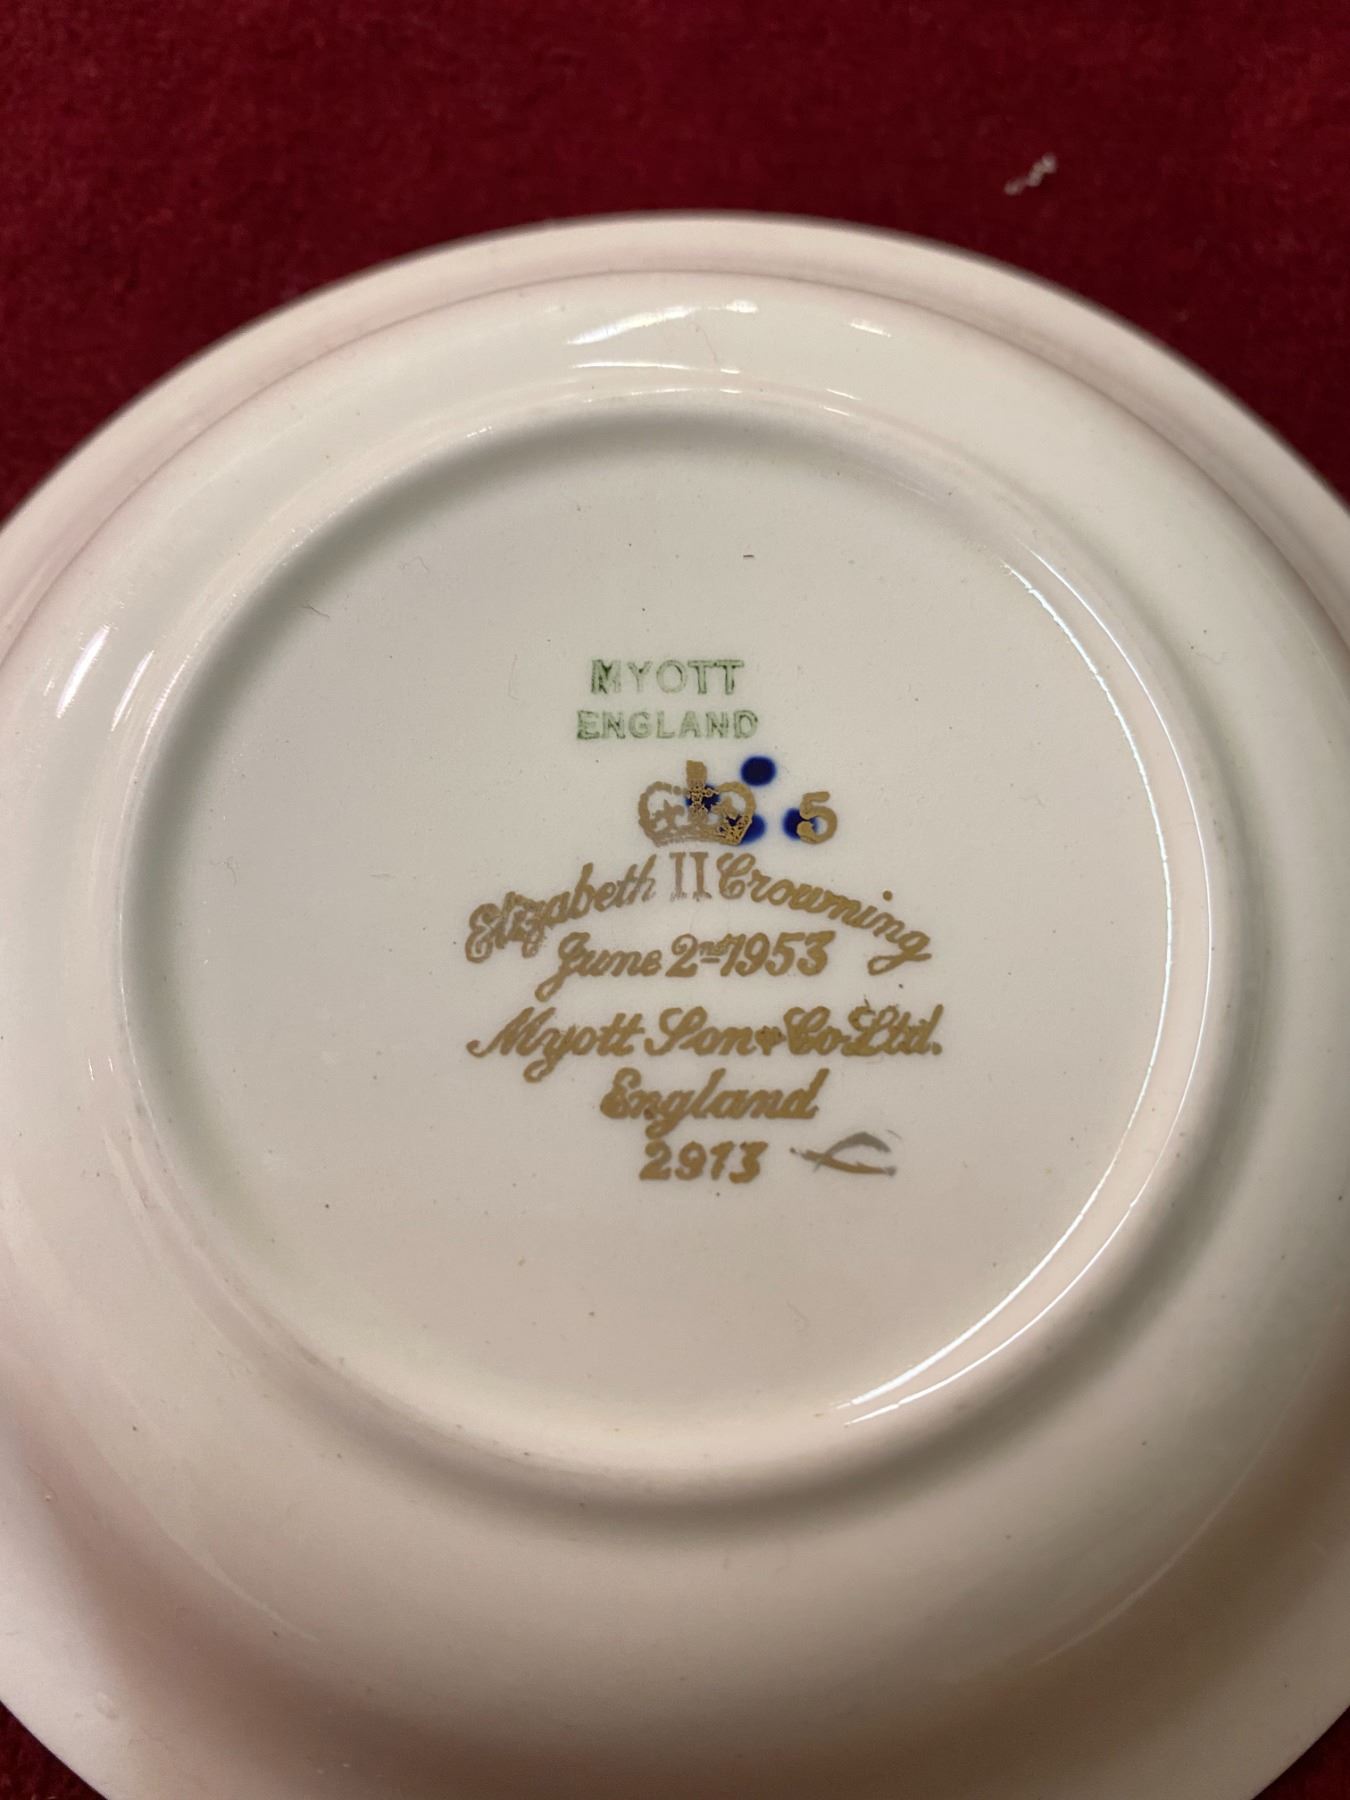 MYOTT
ENGLAND
5
Elizabeth II Crowning
June 2nd 1953
Myott Son & Co Ltd.
England
2913